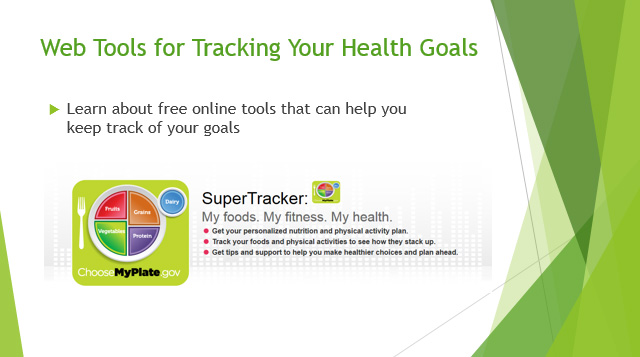 Web Tools for Tracking Your Health Goals
Learn about free online tools that can help you
keep track of your goals
Fruits
Grains
Dairy
Vegetables
Protein
ChooseMyPlate.gov
SuperTracker:
My foods. My fitness. My health.
Get your personalized nutrition and physical activity plan.
Track your foods and physical activities to see how they stack up.
Get tips and support to help you make healthier choices and plan ahead.